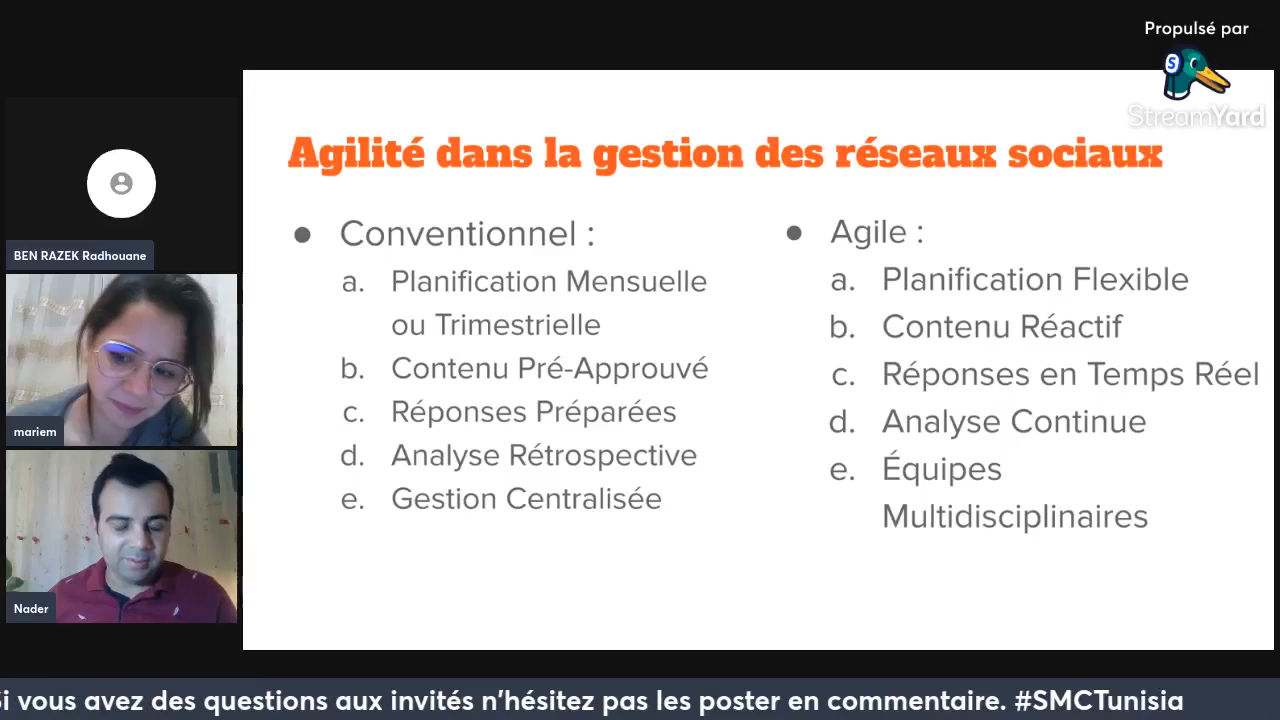 Propulsé par
StreamYard
Agilité dans la gestion des réseaux sociaux
● Conventionnel :
a. Planification Mensuelle
ou Trimestrielle
b. Contenu Pré-Approuvé
c. Réponses Préparées
d. Analyse Rétrospective
e. Gestion Centralisée
● Agile :
a. Planification Flexible
b. Contenu Réactif
c. Réponses en Temps Réel
d. Analyse Continue
e. Équipes
Multidisciplinaires
BEN RAZEK Radhouane
mariem
Nader
Si vous avez des questions aux invités n'hésitez pas les poster en commentaire. #SMCTunisia